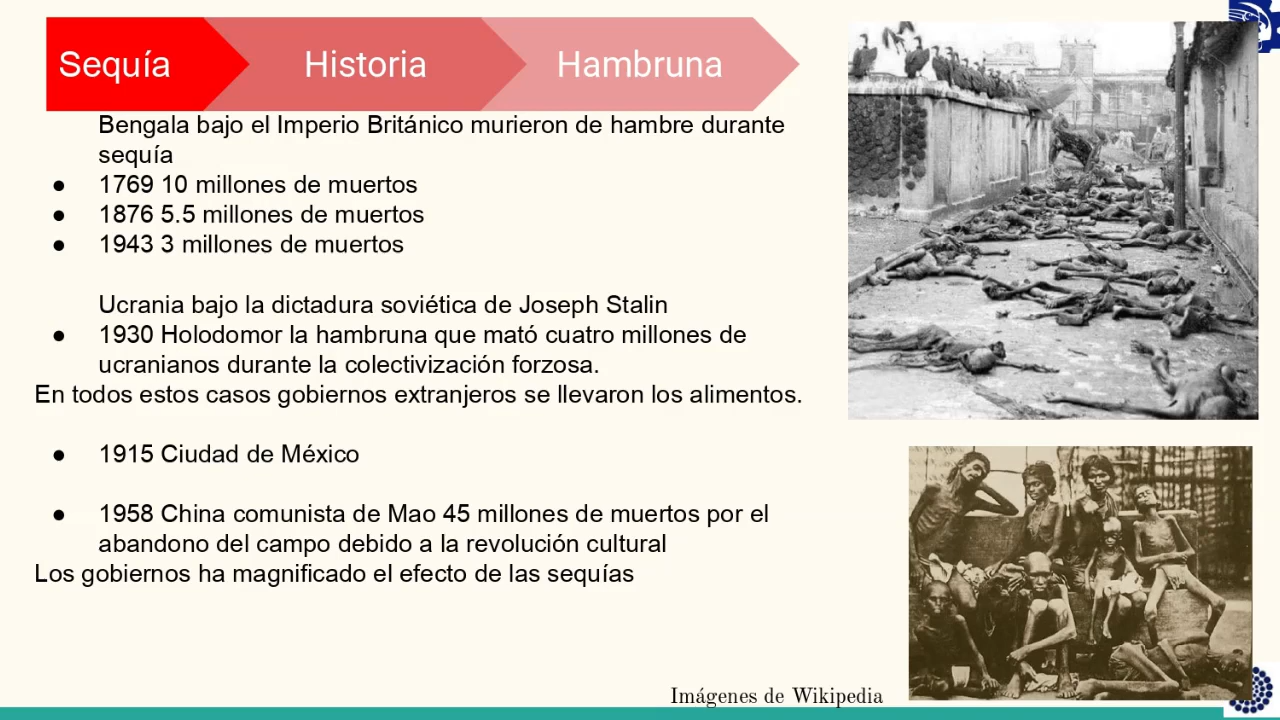 Sequía
Historia
Hambruna
Bengala bajo el Imperio Británico murieron de hambre durante
sequía
● 1769 10 millones de muertos
● 1876 5.5 millones de muertos
● 1943 3 millones de muertos
Ucrania bajo la dictadura soviética de Joseph Stalin
● 1930 Holodomor la hambruna que mató cuatro millones de
ucranianos durante la colectivización forzosa.
En todos estos casos gobiernos extranjeros se llevaron los alimentos.
● 1915 Ciudad de México
● 1958 China comunista de Mao 45 millones de muertos por el
abandono del campo debido a la revolución cultural
Los gobiernos ha magnificado el efecto de las sequías
Imágenes de Wikipedia